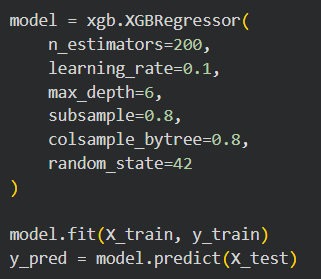 model = xgb.XGBRegressor(
    n_estimators=200,
    learning_rate=0.1,
    max_depth=6,
    subsample=0.8,
    colsample_bytree=0.8,
    random_state=42
)

model.fit(X_train, y_train)
y_pred = model.predict(X_test)